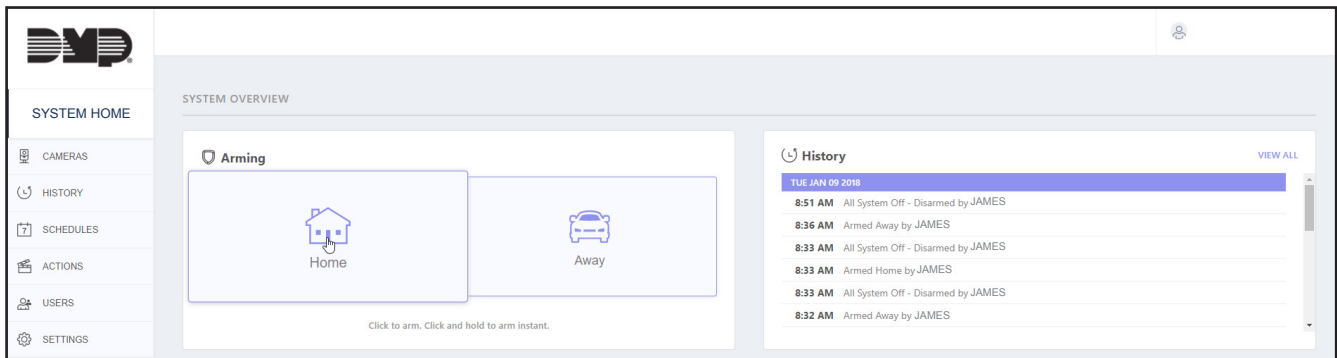 DMP
SYSTEM HOME
CAMERAS
HISTORY
7 SCHEDULES
ACTIONS
USERS
SETTINGS
SYSTEM OVERVIEW
Arming
Home
Away
Click to arm. Click and hold to arm instant.
History
VIEW ALL
TUE JAN 09 2018
8:51 AM All System Off - Disarmed by JAMES
8:36 AM Armed Away by JAMES
8:33 AM All System Off - Disarmed by JAMES
8:33 AM Armed Home by JAMES
8:33 AM All System Off - Disarmed by JAMES
8:32 AM Armed Away by JAMES